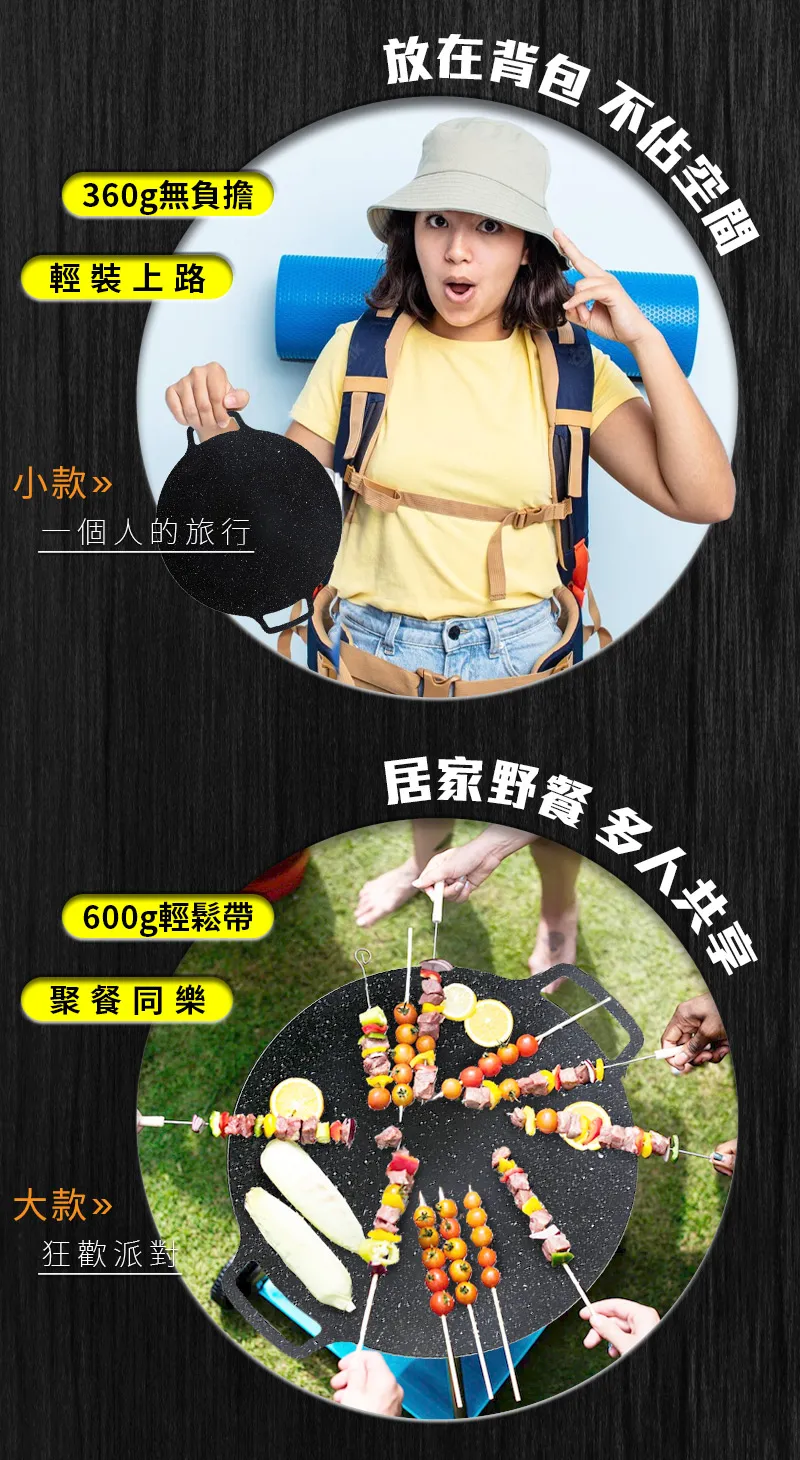 放在背包 不佔空間
360g無負擔
輕裝上路
小款»
一個人的旅行
居家野餐 多人共享
600g輕鬆帶
聚餐同樂
大款»
狂歡派對